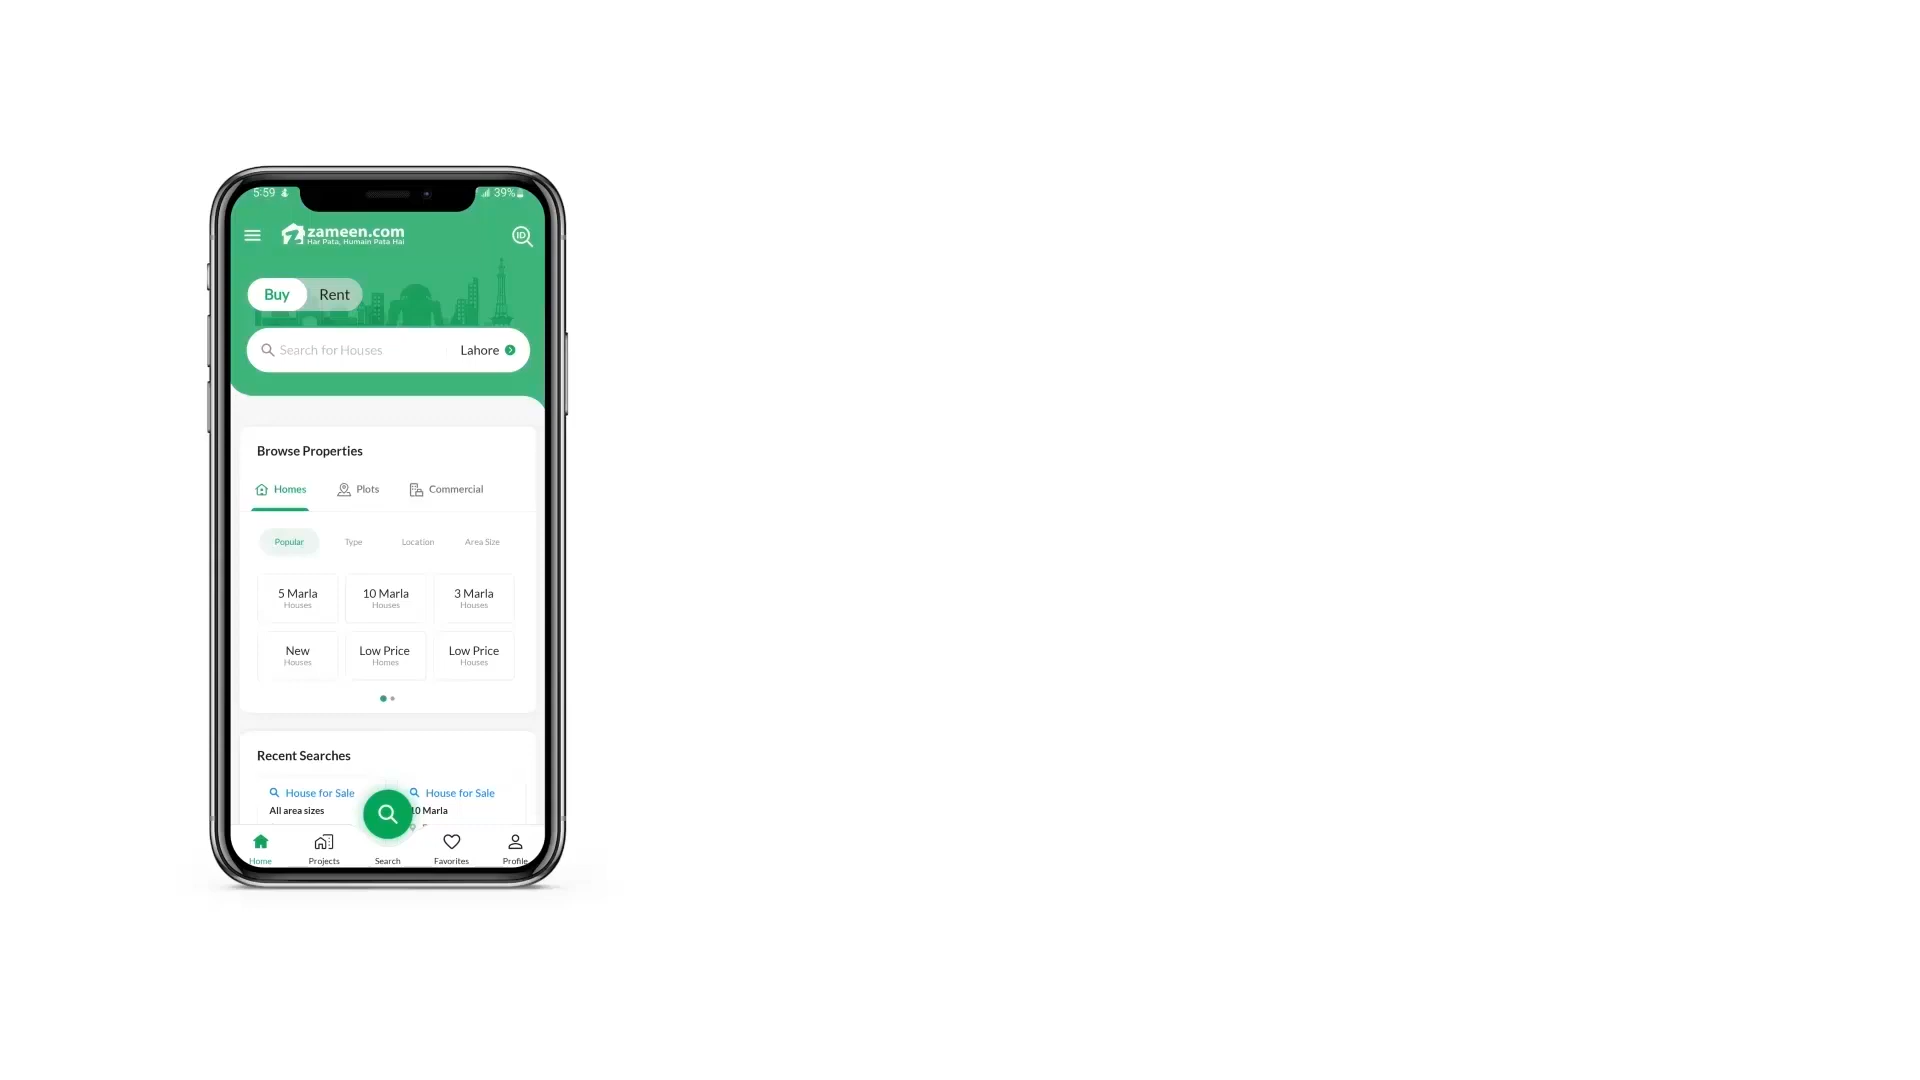 5:59
39%
zameen.com
Har Pata, Humain Pata Hai
ID
Buy Rent
Search for Houses Lahore
Browse Properties
Homes Plots Commercial
Popular Type Location Area Size
5 Marla 10 Marla 3 Marla
Houses Houses Houses
New Low Price Low Price
Houses Homes Houses
Recent Searches
House for Sale House for Sale
All area sizes 10 Marla
Home Projects Search Favorites Profile